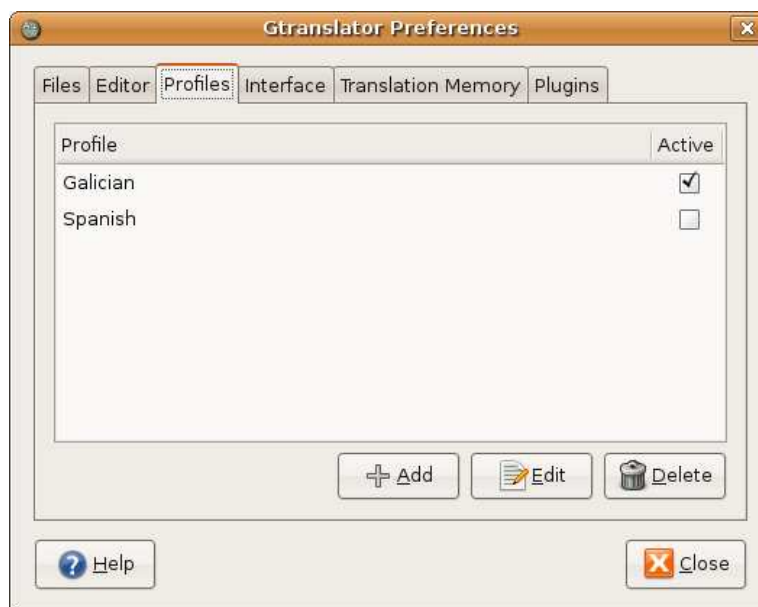 Gtranslator Preferences
Files Editor Profiles Interface Translation Memory Plugins
Profile Active
Galician
Spanish
Add Edit Delete
Help Close